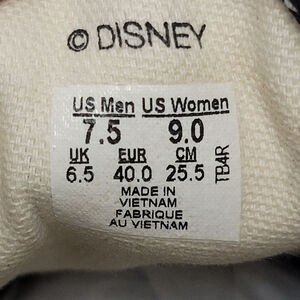 © DISNEY
US Men US Women
7.5 9.0
UK EUR CM
6.5 40.0 25.5
MADE IN
VIETNAM
FABRIQUE
AU VIETNAM
TB4R